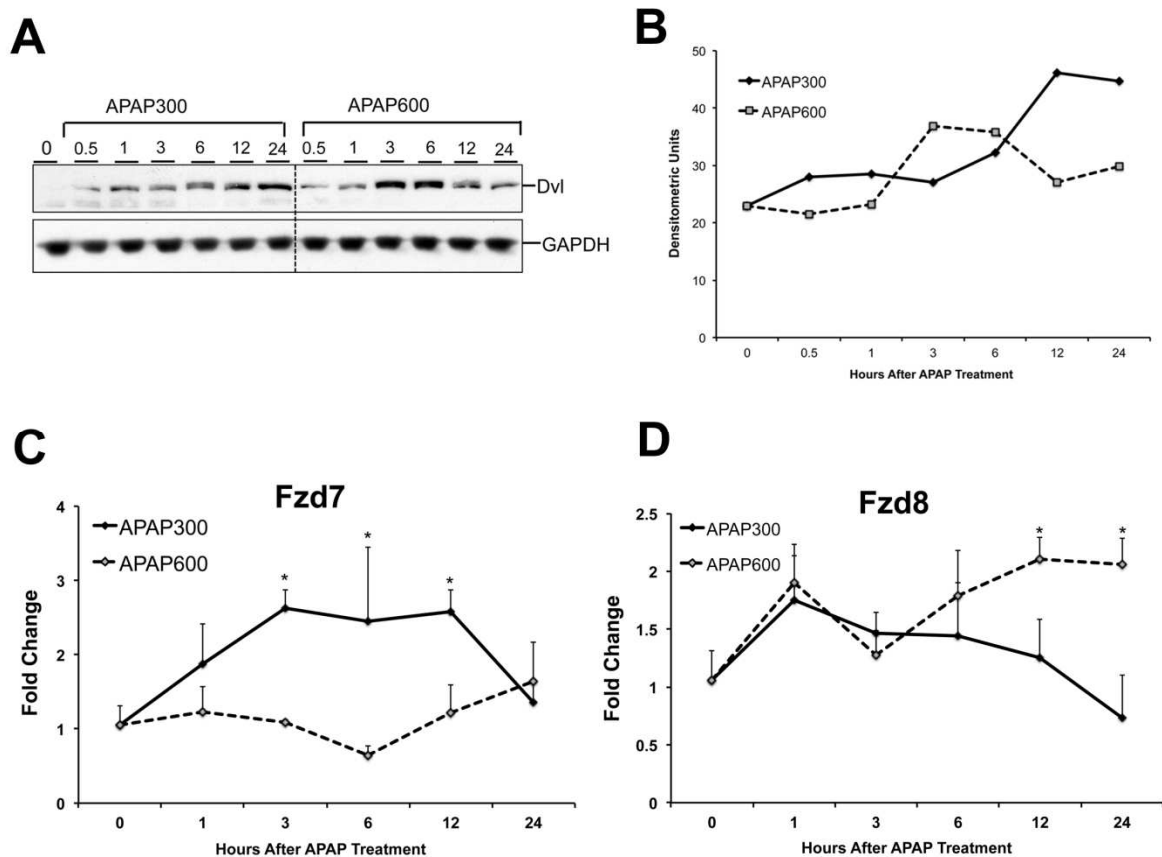 A
APAP300 APAP600
0 0.5 1 3 6 12 24 0.5 1 3 6 12 24
Dvl
GAPDH
B
50
40
30
20
10
0
Densitometric Units
APAP300
APAP600
0 0.5 1 3 6 12 24
Hours After APAP Treatment
C
Fzd7
4
3
2
1
0
Fold Change
APAP300
APAP600
* * *
0 1 3 6 12 24
Hours After APAP Treatment
D
Fzd8
2.5
2
1.5
1
0.5
0
Fold Change
APAP300
APAP600
* *
0 1 3 6 12 24
Hours After APAP Treatment